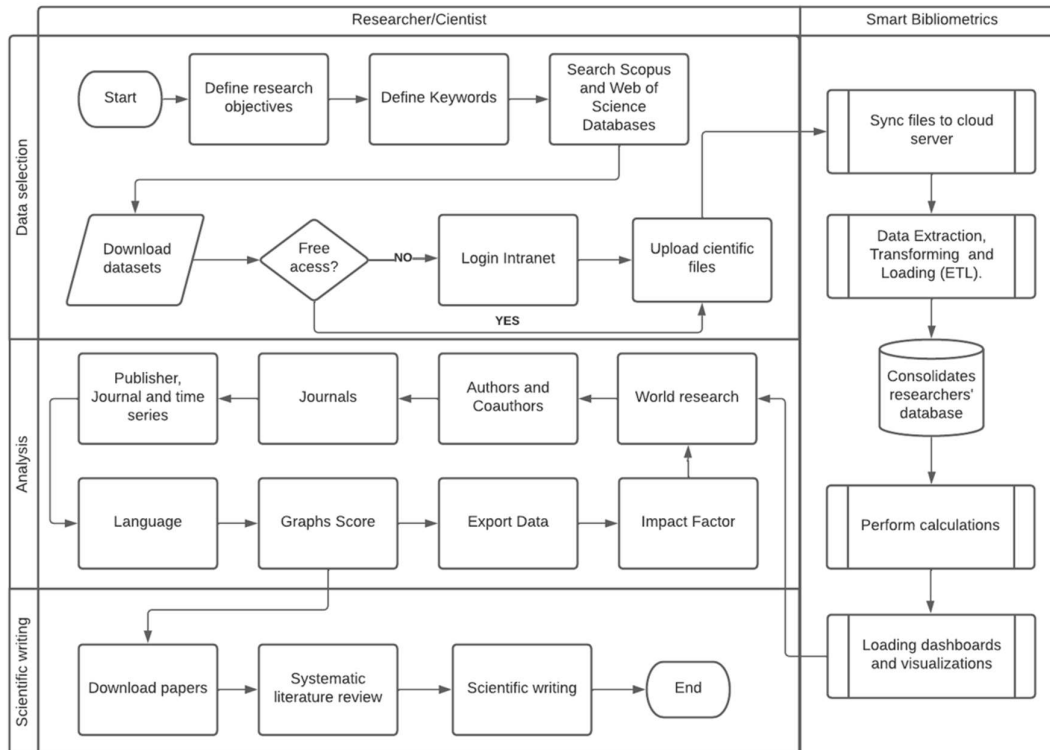 Researcher/Cientist
Smart Bibliometrics
Data selection
Start
Define research
objectives
Define Keywords
Search Scopus
and Web of
Science
Databases
Download
datasets
Free
acess?
NO
Login Intranet
Upload cientific
files
YES
Sync files to cloud
server
Data Extraction,
Transforming and
Loading (ETL).
Consolidates
researchers'
database
Perform calculations
Loading dashboards
and visualizations
Analysis
Publisher,
Journal and time
series
Journals
Authors and
Coauthors
World research
Language
Graphs Score
Export Data
Impact Factor
Scientific writing
Download papers
Systematic
literature review
Scientific writing
End